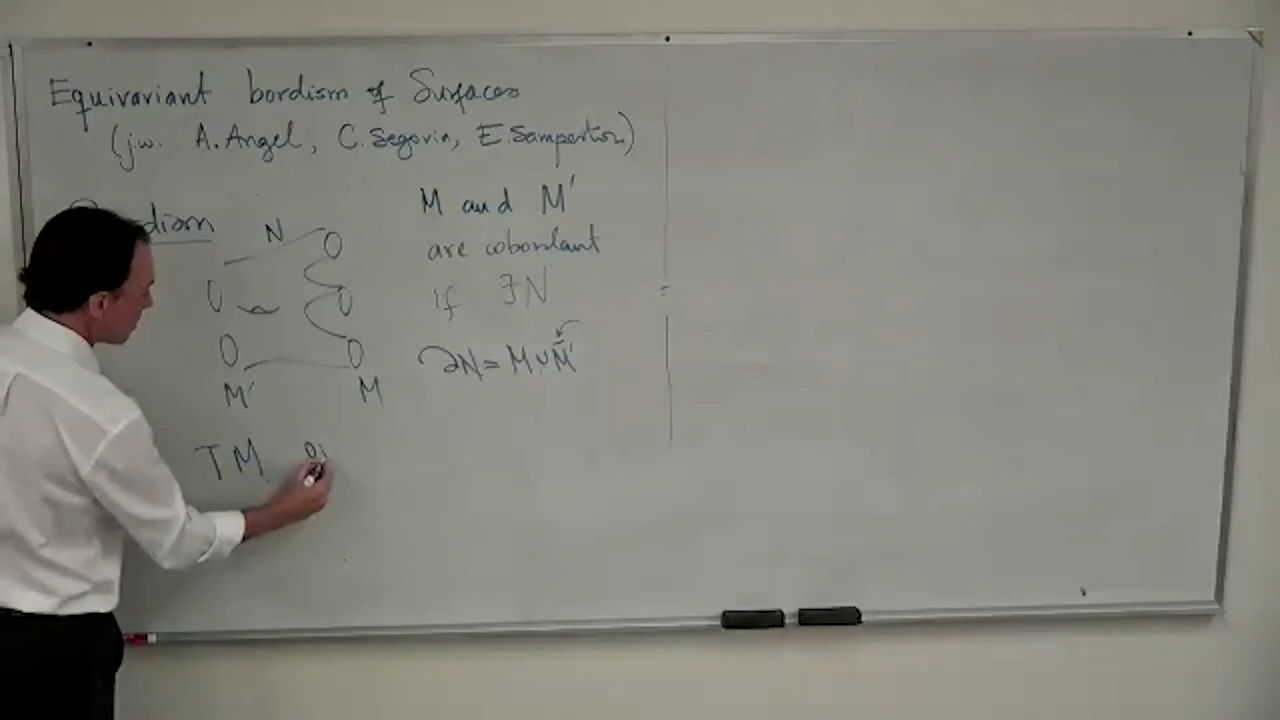 Equivariant bordism of Surfaces
(j.w. A. Angel, C. Segovia, E. Samperton)
M and M'
are cobordant
if ∃N
∂N = M ∪ M̄'
N
M' M
TM